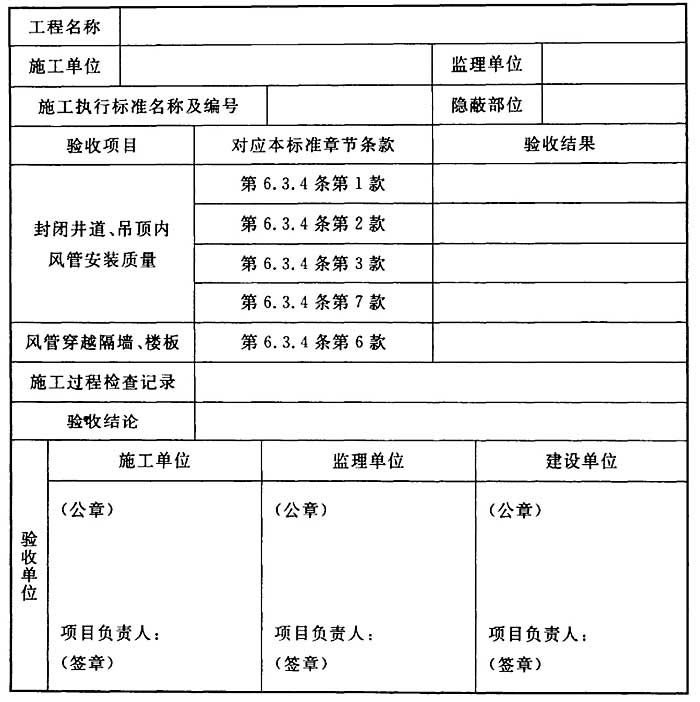 工程名称
施工单位 监理单位
施工执行标准名称及编号 隐蔽部位
验收项目 对应本标准章节条款 验收结果
封闭井道、吊顶内
风管安装质量
第 6.3.4 条第 1 款
第 6.3.4 条第 2 款
第 6.3.4 条第 3 款
第 6.3.4 条第 7 款
风管穿越隔墙、楼板 第 6.3.4 条第 6 款
施工过程检查记录
验收结论
验收单位
施工单位 监理单位 建设单位
(公章) (公章) (公章)
项目负责人: 项目负责人: 项目负责人:
(签章) (签章) (签章)